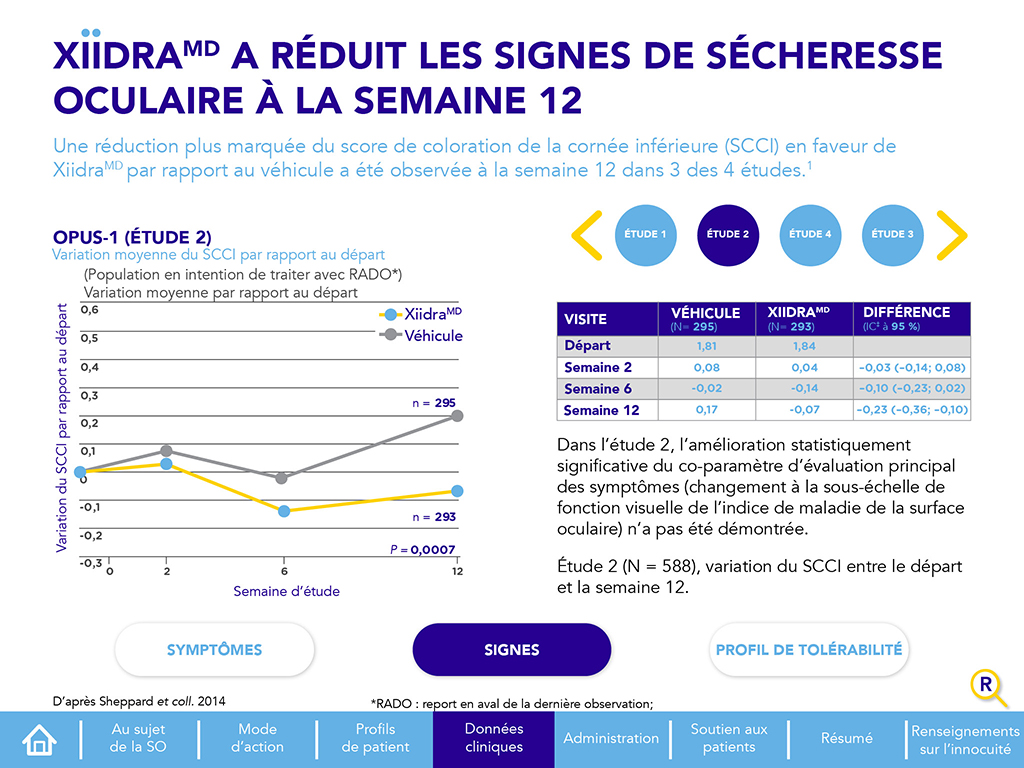 XIIDRAMD A RÉDUIT LES SIGNES DE SÉCHERESSE
OCULAIRE À LA SEMAINE 12
Une réduction plus marquée du score de coloration de la cornée inférieure (SCCI) en faveur de
XiidraMD par rapport au véhicule a été observée à la semaine 12 dans 3 des 4 études.1
OPUS-1 (ÉTUDE 2)
Variation moyenne du SCCI par rapport au départ
(Population en intention de traiter avec RADO*)
Variation moyenne par rapport au départ
Variation du SCCI par rapport au départ
0,6
0,5
0,4
0,3
0,2
0,1
0
-0,1
-0,2
-0,3
XiidraMD
Véhicule
n = 295
n = 293
P = 0,0007
0 2 6 12
Semaine d’étude
ÉTUDE 1 ÉTUDE 2 ÉTUDE 4 ÉTUDE 3
VISITE VÉHICULE (N= 295) XIIDRAMD (N= 293) DIFFÉRENCE (IC‡ à 95 %)
Départ 1,81 1,84
Semaine 2 0,08 0,04 −0,03 (−0,14; 0,08)
Semaine 6 -0,02 -0,14 −0,10 (−0,23; 0,02)
Semaine 12 0,17 -0,07 −0,23 (−0,36; −0,10)
Dans l’étude 2, l’amélioration statistiquement
significative du co-paramètre d’évaluation principal
des symptômes (changement à la sous-échelle de
fonction visuelle de l’indice de maladie de la surface
oculaire) n’a pas été démontrée.
Étude 2 (N = 588), variation du SCCI entre le départ
et la semaine 12.
SYMPTÔMES
SIGNES
PROFIL DE TOLÉRABILITÉ
R
D’après Sheppard et coll. 2014
*RADO : report en aval de la dernière observation;
Au sujet
de la SO
Mode
d’action
Profils
de patient
Données
cliniques
Administration
Soutien aux
patients
Résumé
Renseignements
sur l’innocuité